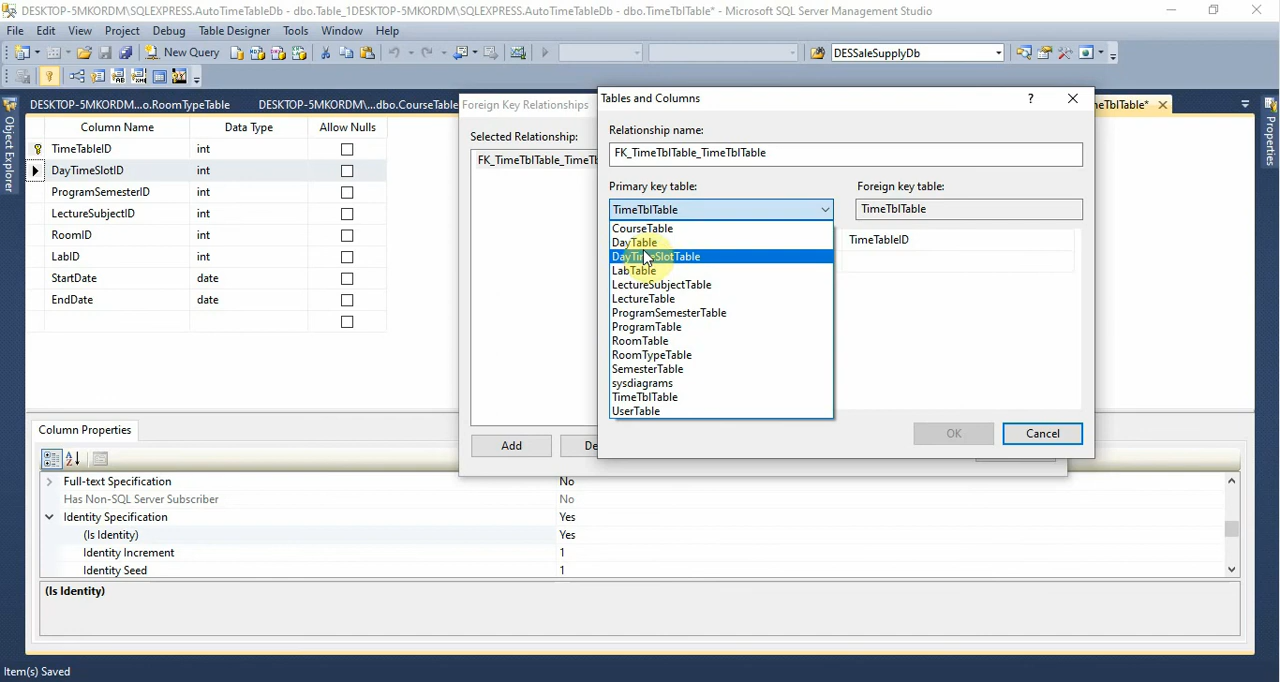 DESKTOP-5MKORDM\SQLEXPRESS.AutoTimeTableDb - dbo.Table_1DESKTOP-5MKORDM\SQLEXPRESS.AutoTimeTableDb - dbo.TimeTblTable* - Microsoft SQL Server Management Studio
File Edit View Project Debug Table Designer Tools Window Help
New Query DESSaleSupplyDb
DESKTOP-5MKORDM...o.RoomTypeTable DESKTOP-5MKORDM\...dbo.CourseTable Foreign Key Relationships Tables and Columns ? neTblTable*
Object Explorer
Properties
Column Name Data Type Allow Nulls
TimeTableID int
DayTimeSlotID int
ProgramSemesterID int
LectureSubjectID int
RoomID int
LabID int
StartDate date
EndDate date
Selected Relationship:
FK_TimeTblTable_TimeTb
Add De
Relationship name:
FK_TimeTblTable_TimeTblTable
Primary key table: Foreign key table:
TimeTblTable TimeTblTable
CourseTable
DayTable
DayTimeSlotTable
LabTable
LectureSubjectTable
LectureTable
ProgramSemesterTable
ProgramTable
RoomTable
RoomTypeTable
SemesterTable
sysdiagrams
TimeTblTable
UserTable
TimeTableID
OK Cancel
Column Properties
Full-text Specification No
Has Non-SQL Server Subscriber No
Identity Specification Yes
(Is Identity) Yes
Identity Increment 1
Identity Seed 1
(Is Identity)
Item(s) Saved